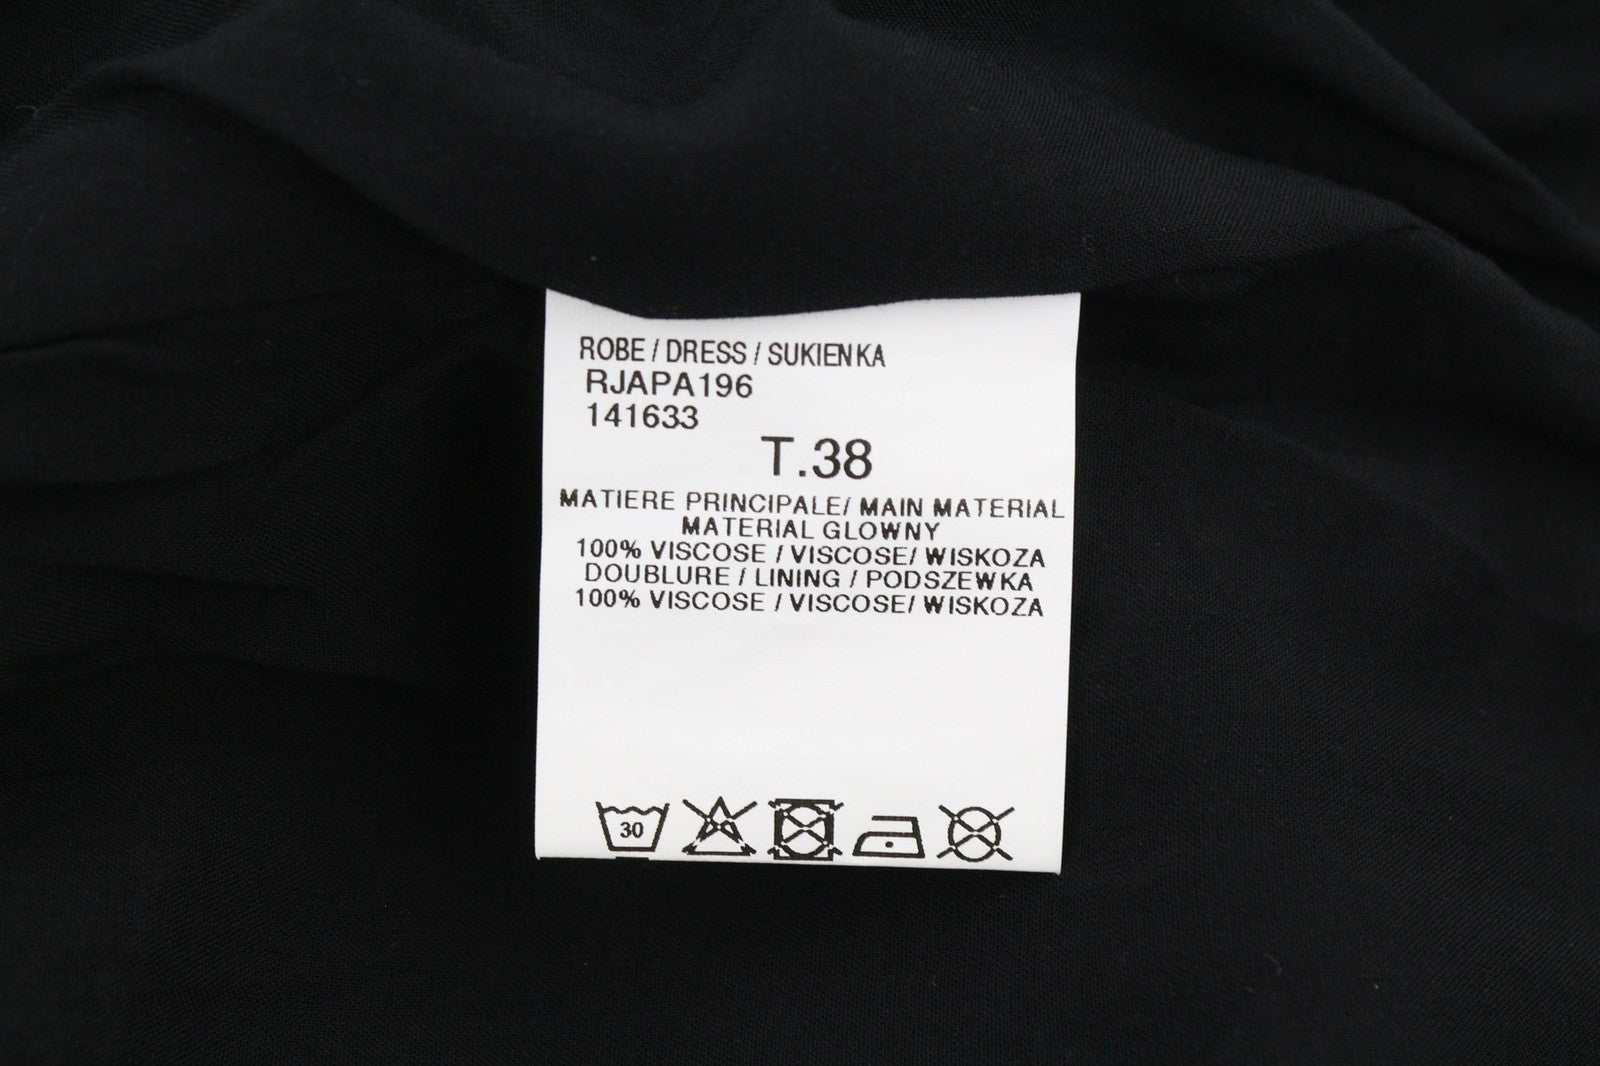 ROBE / DRESS / SUKIENKA
RJAPA196
141633
T.38
MATIERE PRINCIPALE/ MAIN MATERIAL
MATERIAL GLOWNY
100% VISCOSE / VISCOSE/ WISKOZA
DOUBLURE / LINING / PODSZEWKA
100% VISCOSE / VISCOSE/ WISKOZA
30